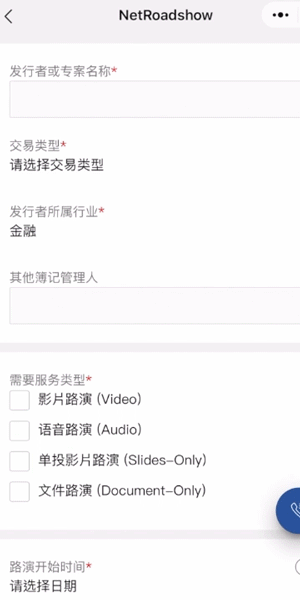 NetRoadshow
发行者或专案名称*
交易类型*
请选择交易类型
发行者所属行业*
金融
其他簿记管理人
需要服务类型*
影片路演 (Video)
语音路演 (Audio)
单投影片路演 (Slides-Only)
文件路演 (Document-Only)
路演开始时间*
请选择日期